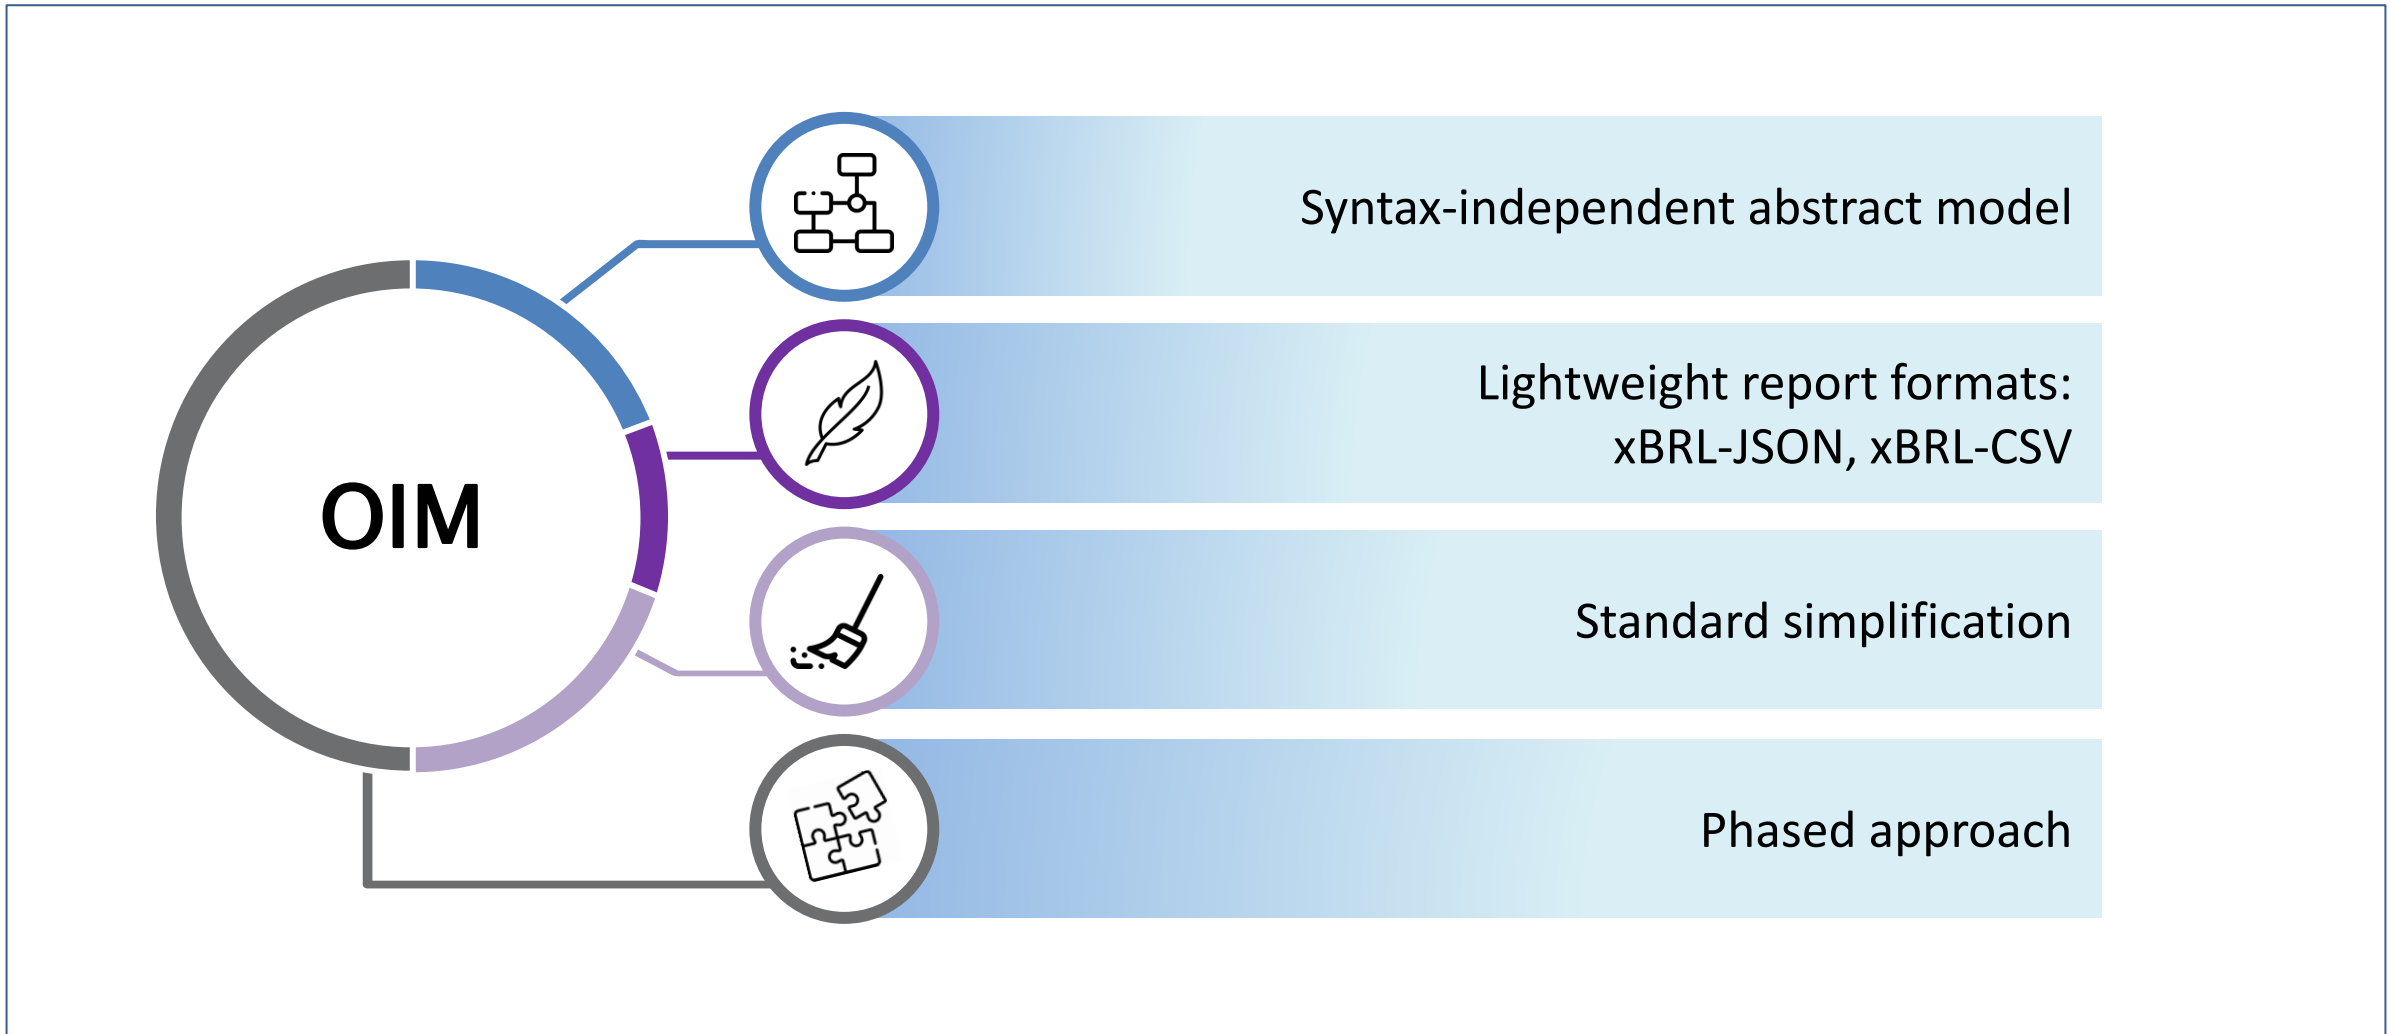 OIM
Syntax-independent abstract model
Lightweight report formats:
xBRL-JSON, xBRL-CSV
Standard simplification
Phased approach